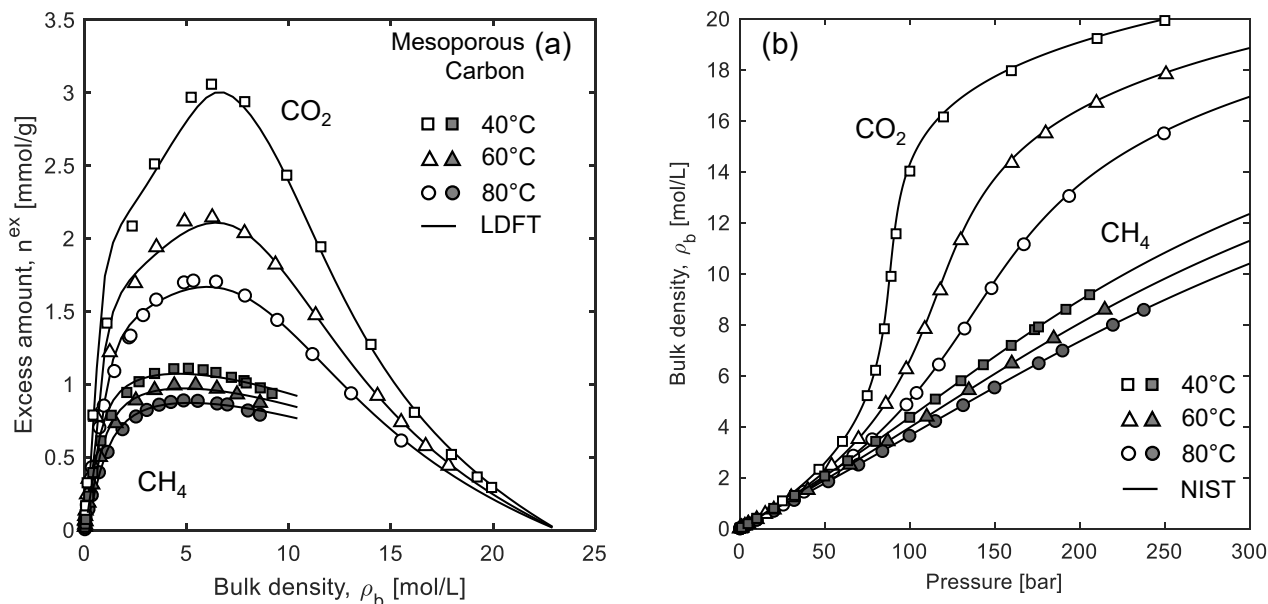 (a)
Mesoporous
Carbon
CO2
40°C
60°C
80°C
LDFT
CH4
Excess amount, n^ex [mmol/g]
3.5
3
2.5
2
1.5
1
0.5
0
0 5 10 15 20 25
Bulk density, ρb [mol/L]
(b)
CO2
CH4
40°C
60°C
80°C
NIST
Bulk density, ρb [mol/L]
20
18
16
14
12
10
8
6
4
2
0
0 50 100 150 200 250 300
Pressure [bar]